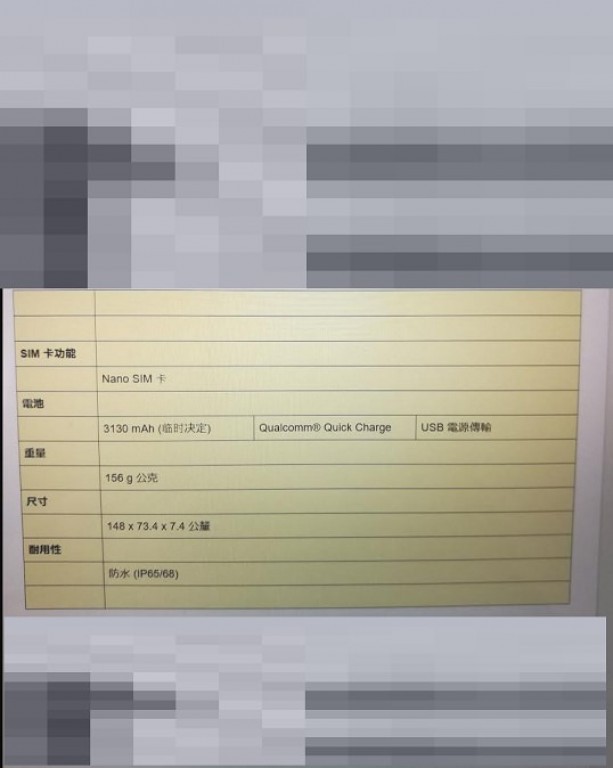 SIM 卡功能
Nano SIM 卡
電池
3130 mAh (临时决定) Qualcomm® Quick Charge USB 電源傳輸
重量
156 g 公克
尺寸
148 x 73.4 x 7.4 公釐
耐用性
防水 (IP65/68)